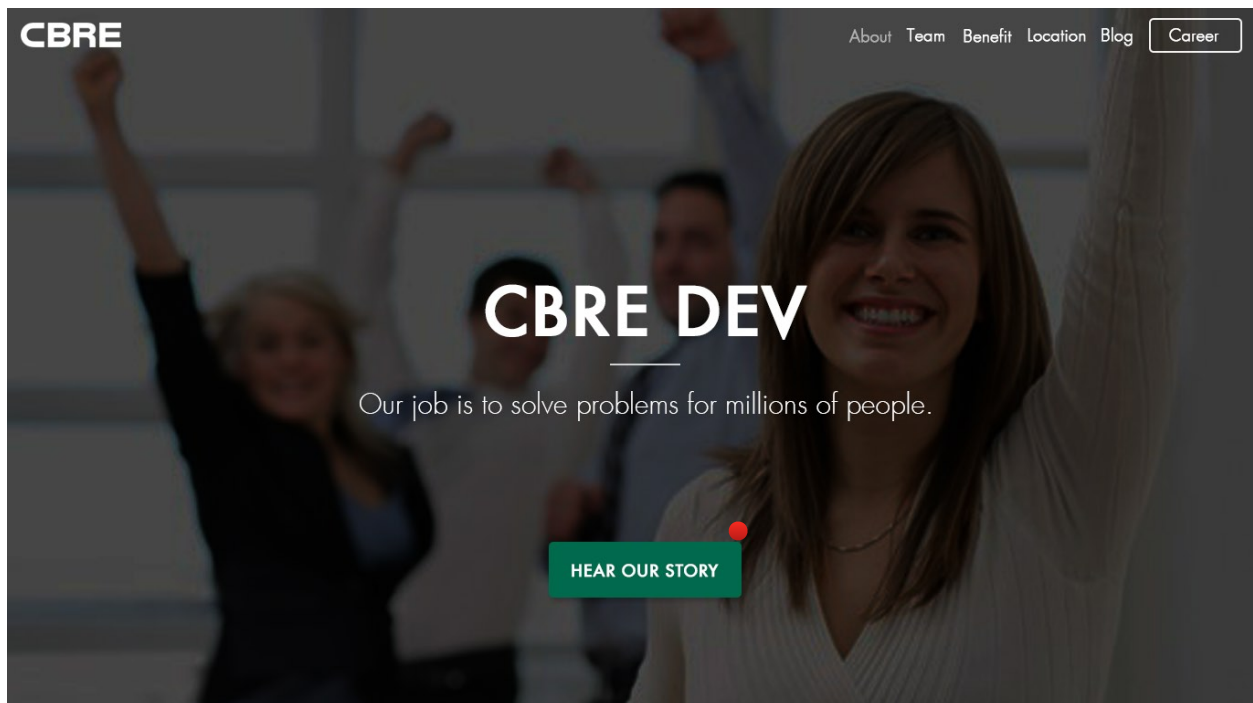 CBRE
About Team Benefit Location Blog Career
CBRE DEV
Our job is to solve problems for millions of people.
HEAR OUR STORY